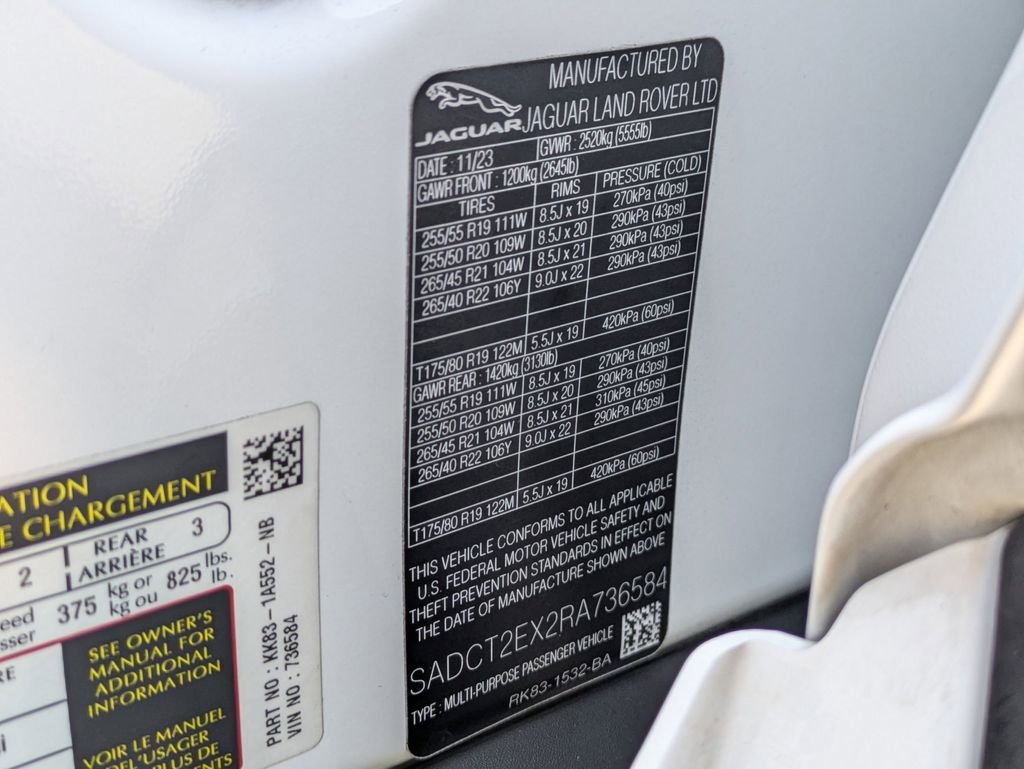 JAGUAR
MANUFACTURED BY
JAGUAR LAND ROVER LTD
DATE : 11/23 GVWR : 2520kg (5555lb)
GAWR FRONT : 1200kg (2645lb)
TIRES RIMS PRESSURE (COLD)
255/55 R19 111W 8.5J x 19 270kPa (40psi)
255/50 R20 109W 8.5J x 20 290kPa (43psi)
265/45 R21 104W 8.5J x 21 290kPa (43psi)
265/40 R22 106Y 9.0J x 22 290kPa (43psi)
T175/80 R19 122M 5.5J x 19 420kPa (60psi)
GAWR REAR : 1420kg (3130lb)
255/55 R19 111W 8.5J x 19 270kPa (40psi)
255/50 R20 109W 8.5J x 20 290kPa (43psi)
265/45 R21 104W 8.5J x 21 310kPa (45psi)
265/40 R22 106Y 9.0J x 22 290kPa (43psi)
T175/80 R19 122M 5.5J x 19 420kPa (60psi)
THIS VEHICLE CONFORMS TO ALL APPLICABLE
U.S. FEDERAL MOTOR VEHICLE SAFETY AND
THEFT PREVENTION STANDARDS IN EFFECT ON
THE DATE OF MANUFACTURE SHOWN ABOVE
SADCT2EX2RA736584
TYPE : MULTI-PURPOSE PASSENGER VEHICLE
RK83-1532-BA
CHARGEMENT
2 REAR 3
ARRIÈRE
375 kg or 825 lbs.
kg ou lb.
SEE OWNER'S
MANUAL FOR
ADDITIONAL
INFORMATION
VOIR LE MANUEL
DE L'USAGER
PLUS DE
PART NO : KK83-1A552-NB
VIN NO : 736584